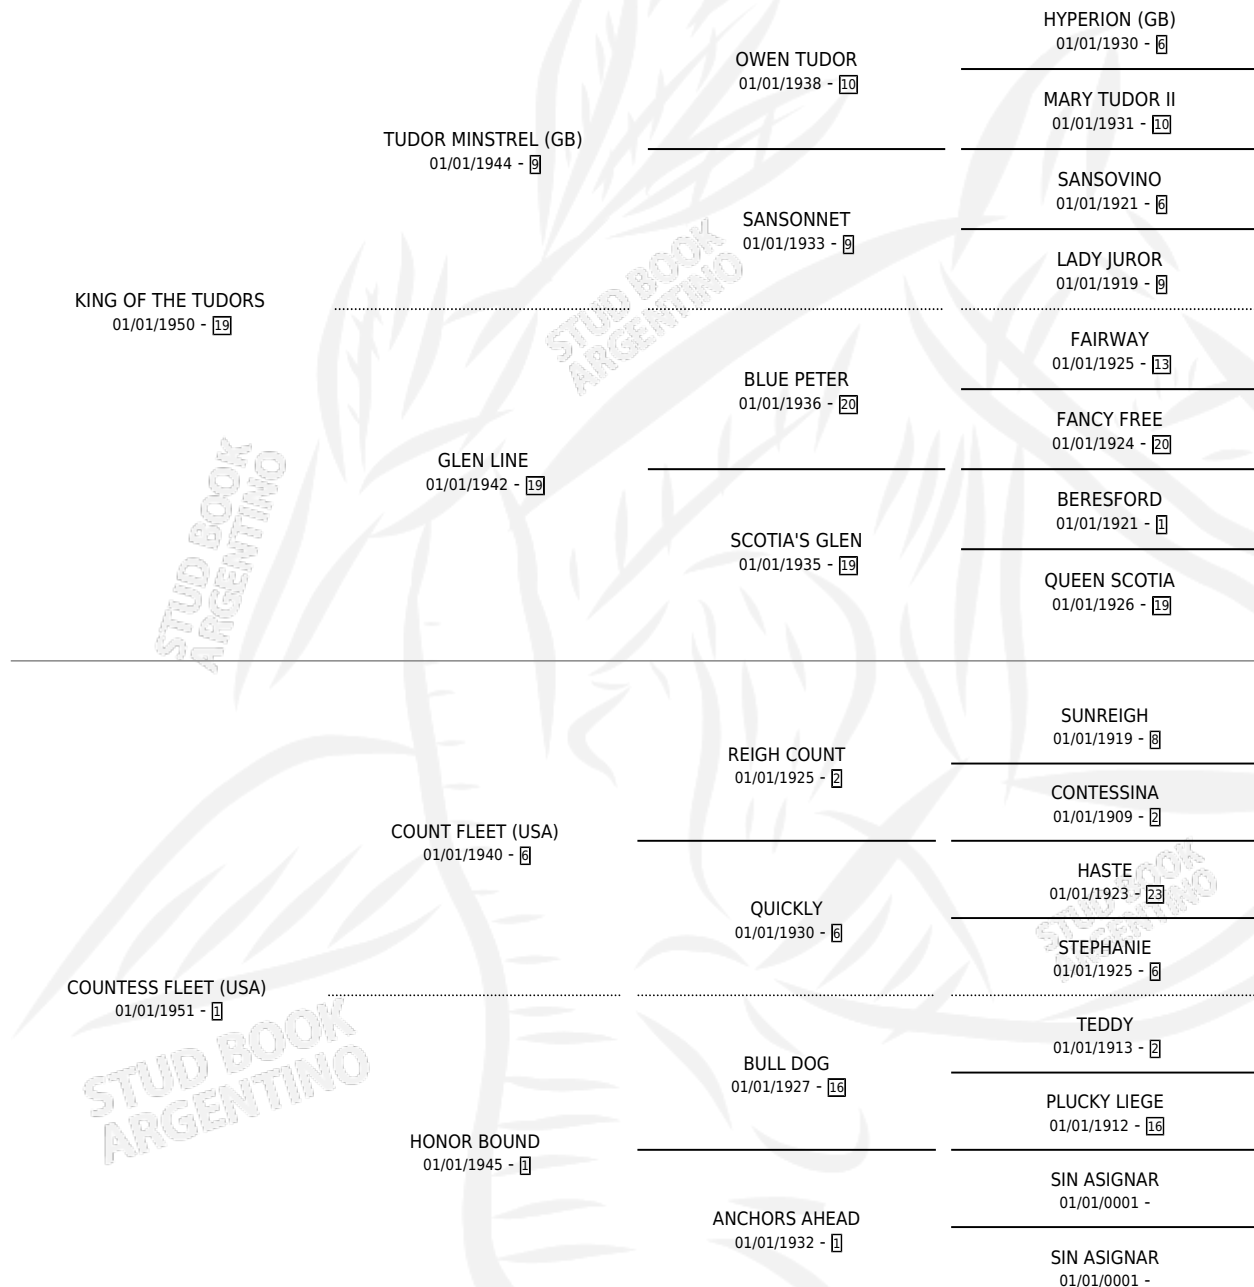 KING OF THE TUDORS
01/01/1950 - 19
TUDOR MINSTREL (GB)
01/01/1944 - 9
GLEN LINE
01/01/1942 - 19
OWEN TUDOR
01/01/1938 - 10
SANSONNET
01/01/1933 - 9
BLUE PETER
01/01/1936 - 20
SCOTIA'S GLEN
01/01/1935 - 19
HYPERION (GB)
01/01/1930 - 6
MARY TUDOR II
01/01/1931 - 10
SANSOVINO
01/01/1921 - 6
LADY JUROR
01/01/1919 - 9
FAIRWAY
01/01/1925 - 13
FANCY FREE
01/01/1924 - 20
BERESFORD
01/01/1921 - 1
QUEEN SCOTIA
01/01/1926 - 19
COUNTESS FLEET (USA)
01/01/1951 - 1
COUNT FLEET (USA)
01/01/1940 - 6
HONOR BOUND
01/01/1945 - 1
REIGH COUNT
01/01/1925 - 2
QUICKLY
01/01/1930 - 6
BULL DOG
01/01/1927 - 16
ANCHORS AHEAD
01/01/1932 - 1
SUNREIGH
01/01/1919 - 8
CONTESSINA
01/01/1909 - 2
HASTE
01/01/1923 - 23
STEPHANIE
01/01/1925 - 6
TEDDY
01/01/1913 - 2
PLUCKY LIEGE
01/01/1912 - 16
SIN ASIGNAR
01/01/0001 -
SIN ASIGNAR
01/01/0001 -
STUD BOOK
ARGENTINO
STUD BOOK
ARGENTINO
STUD BOOK
ARGENTINO
STUD BOOK
ARGENTINO